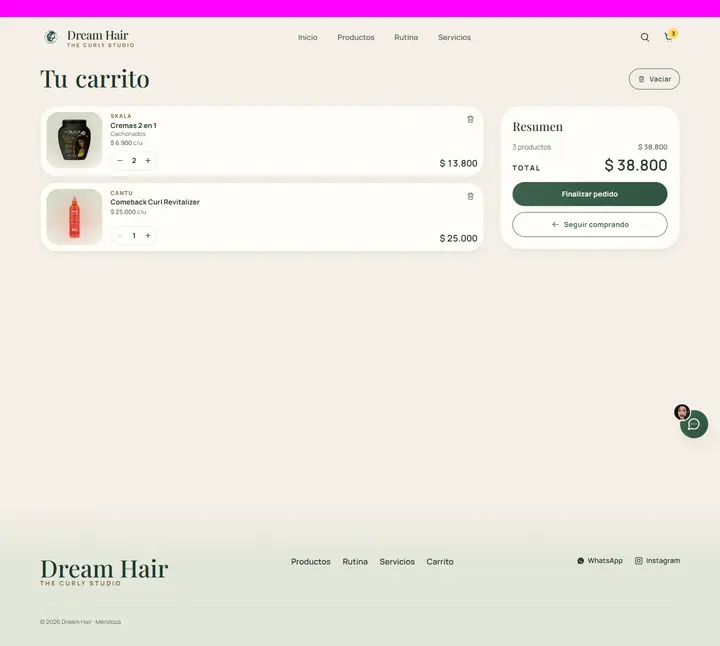 Dream Hair
THE CURLY STUDIO
Inicio
Productos
Rutina
Servicios
3
Tu carrito
Vaciar
SKALA
Cremas 2 en 1
Cachonados
$ 6.900 c/u
2
$ 13.800
CANTU
Comeback Curl Revitalizer
$ 25.000 c/u
1
$ 25.000
Resumen
3 productos
$ 38.800
TOTAL
$ 38.800
Finalizar pedido
Seguir comprando
Dream Hair
THE CURLY STUDIO
Productos
Rutina
Servicios
Carrito
WhatsApp
Instagram
© 2026 Dream Hair · Mendoza